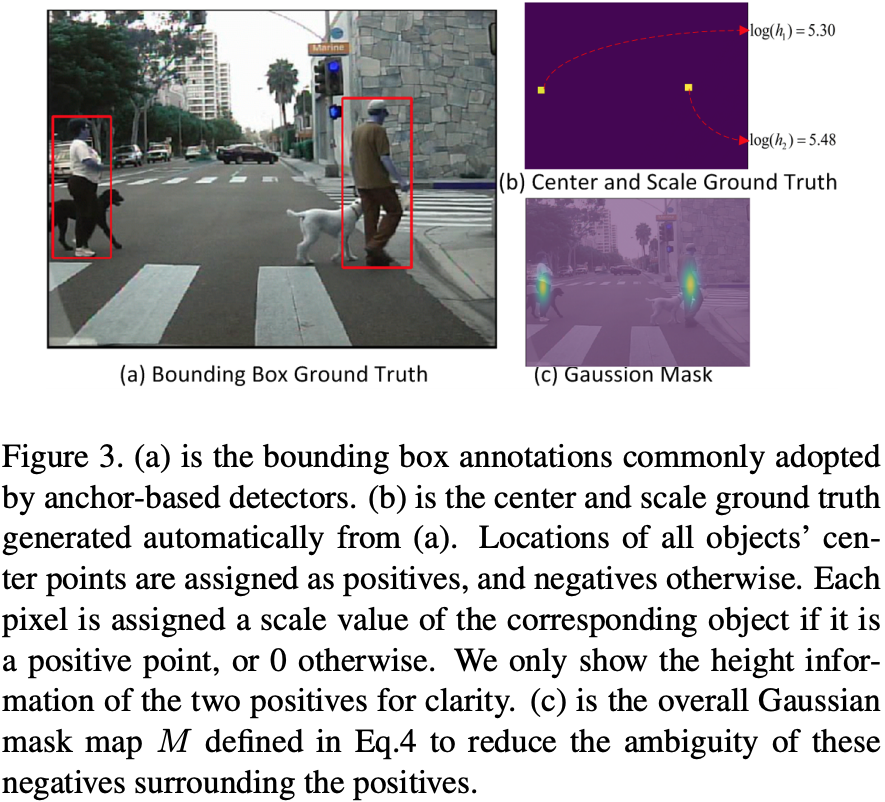 Marine
log(h₁) = 5.30
log(h₂) = 5.48
(b) Center and Scale Ground Truth
(a) Bounding Box Ground Truth
(c) Gaussion Mask
Figure 3. (a) is the bounding box annotations commonly adopted
by anchor-based detectors. (b) is the center and scale ground truth
generated automatically from (a). Locations of all objects' cen-
ter points are assigned as positives, and negatives otherwise. Each
pixel is assigned a scale value of the corresponding object if it is
a positive point, or 0 otherwise. We only show the height infor-
mation of the two positives for clarity. (c) is the overall Gaussian
mask map M defined in Eq.4 to reduce the ambiguity of these
negatives surrounding the positives.